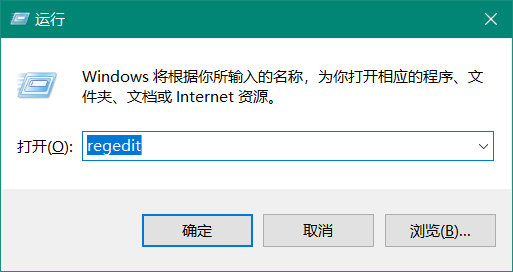 运行
Windows 将根据你所输入的名称，为你打开相应的程序、文
件夹、文档或 Internet 资源。
打开(O): regedit
确定 取消 浏览(B)...